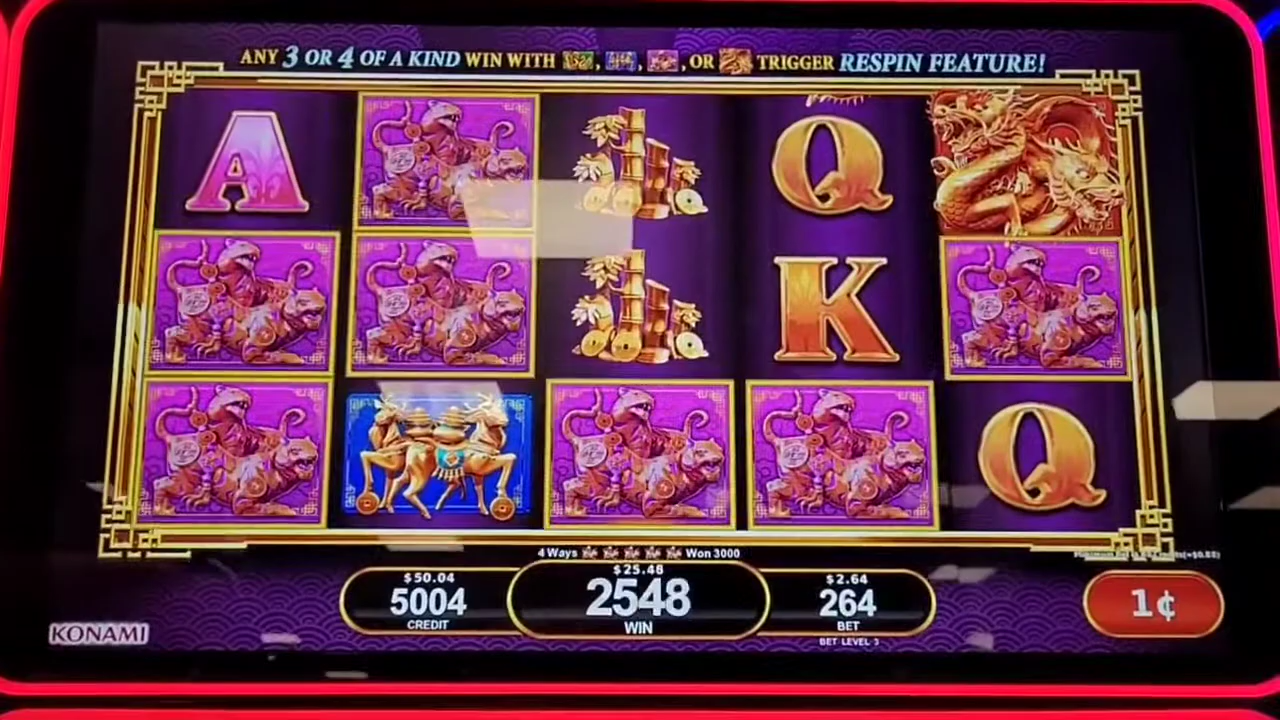 ANY 3 OR 4 OF A KIND WIN WITH , , , OR TRIGGER RESPIN FEATURE!
A Q
K
Q
4 Ways Won 3000
$50.04 $25.48 $2.64
5004 2548 264 1¢
CREDIT WIN BET
BET LEVEL 3
KONAMI